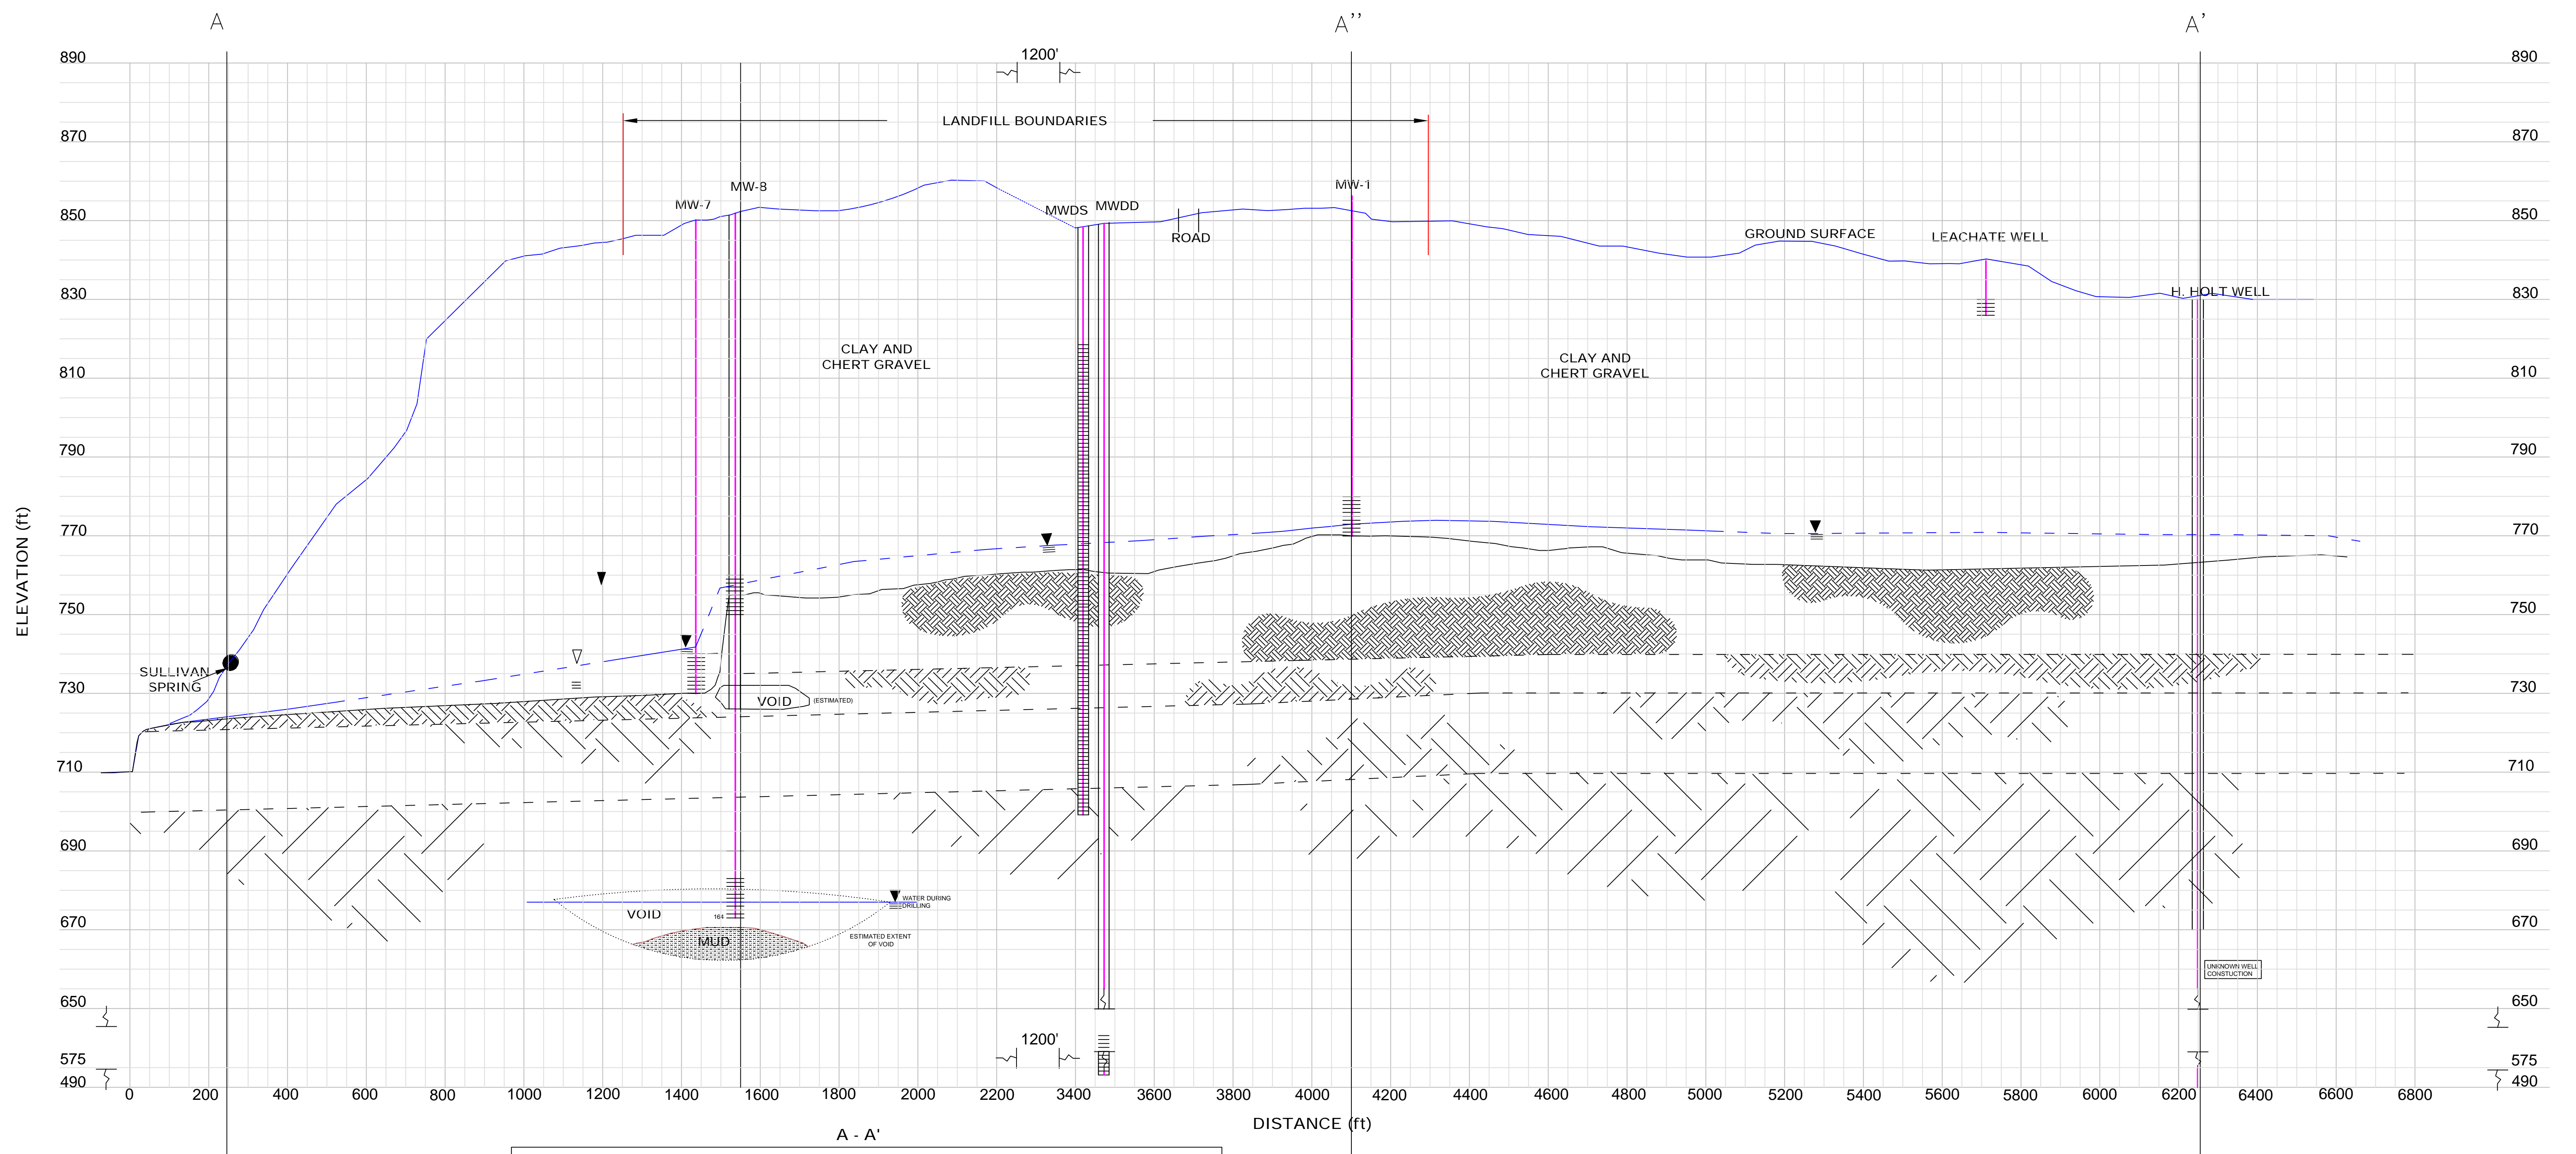 A
A''
A'
1200'
890
890
LANDFILL BOUNDARIES
870
870
MW-8
MW-1
MW-7
MWDS
MWDD
850
850
ROAD
GROUND SURFACE
LEACHATE WELL
830
H. HOLT WELL
830
CLAY AND
CHERT GRAVEL
CLAY AND
CHERT GRAVEL
810
810
790
790
ELEVATION (ft)
770
770
750
750
SULLIVAN
SPRING
730
VOID
(ESTIMATED)
730
710
710
690
690
WATER DURING
DRILLING
VOID
164
670
MUD
ESTIMATED EXTENT
OF VOID
670
UNKNOWN WELL
CONSTUCTION
650
650
1200'
575
575
490
490
0 200 400 600 800 1000 1200 1400 1600 1800 2000 2200 3400 3600 3800 4000 4200 4400 4600 4800 5000 5200 5400 5600 5800 6000 6200 6400 6600 6800
DISTANCE (ft)
A - A'